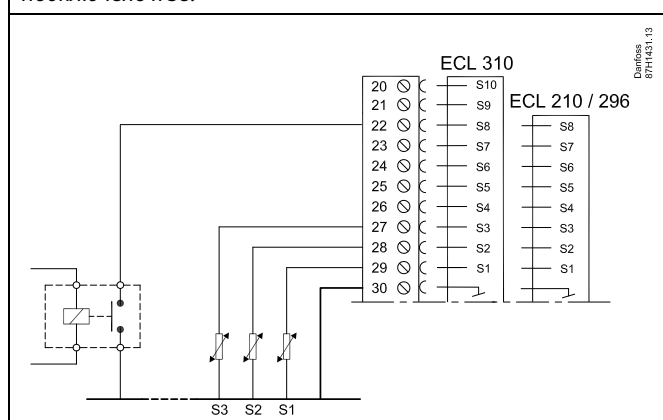 Danfoss
87H1431.13
ECL 310
ECL 210 / 296
20 S10
21 S9
22 S8 S8
23 S7 S7
24 S6 S6
25 S5 S5
26 S4 S4
27 S3 S3
28 S2 S2
29 S1 S1
30
S3 S2 S1